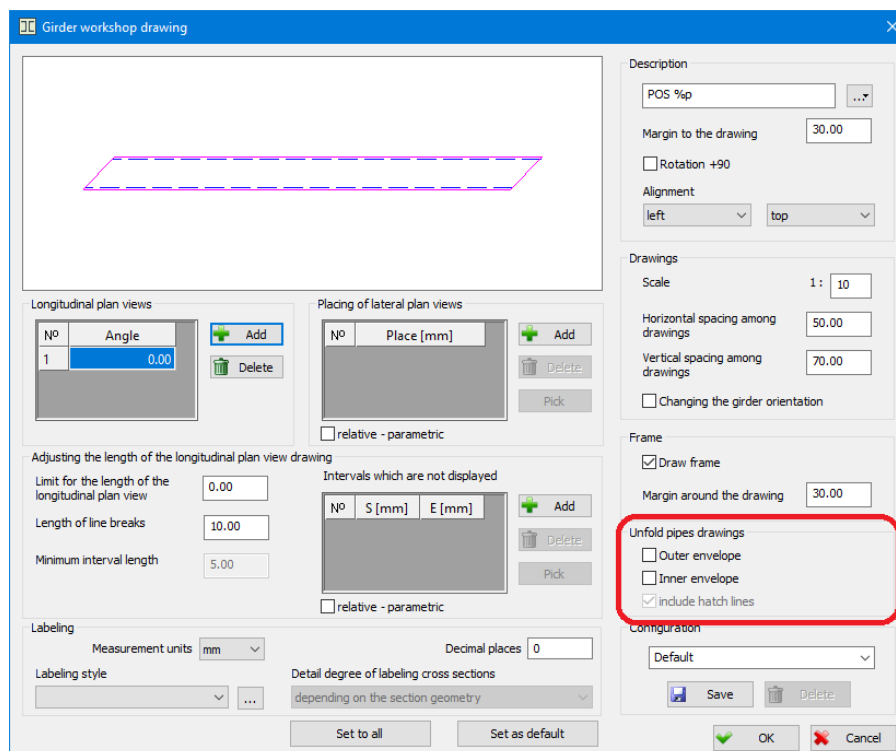 Girder workshop drawing
Description
POS %p
...
Margin to the drawing
30.00
Rotation +90
Alignment
left
top
Drawings
Scale
1 :
10
Horizontal spacing among
drawings
50.00
Vertical spacing among
drawings
70.00
Changing the girder orientation
Longitudinal plan views
Nº Angle
1 0.00
Add
Delete
Placing of lateral plan views
Nº Place [mm]
Add
Delete
Pick
relative - parametric
Frame
Draw frame
Margin around the drawing
30.00
Adjusting the length of the longitudinal plan view drawing
Limit for the length of the
longitudinal plan view
0.00
Length of line breaks
10.00
Minimum interval length
5.00
Intervals which are not displayed
Nº S [mm] E [mm]
Add
Delete
Pick
relative - parametric
Unfold pipes drawings
Outer envelope
Inner envelope
include hatch lines
Labeling
Measurement units
mm
Decimal places
0
Labeling style
...
Detail degree of labeling cross sections
depending on the section geometry
Configuration
Default
Save
Delete
Set to all
Set as default
OK
Cancel